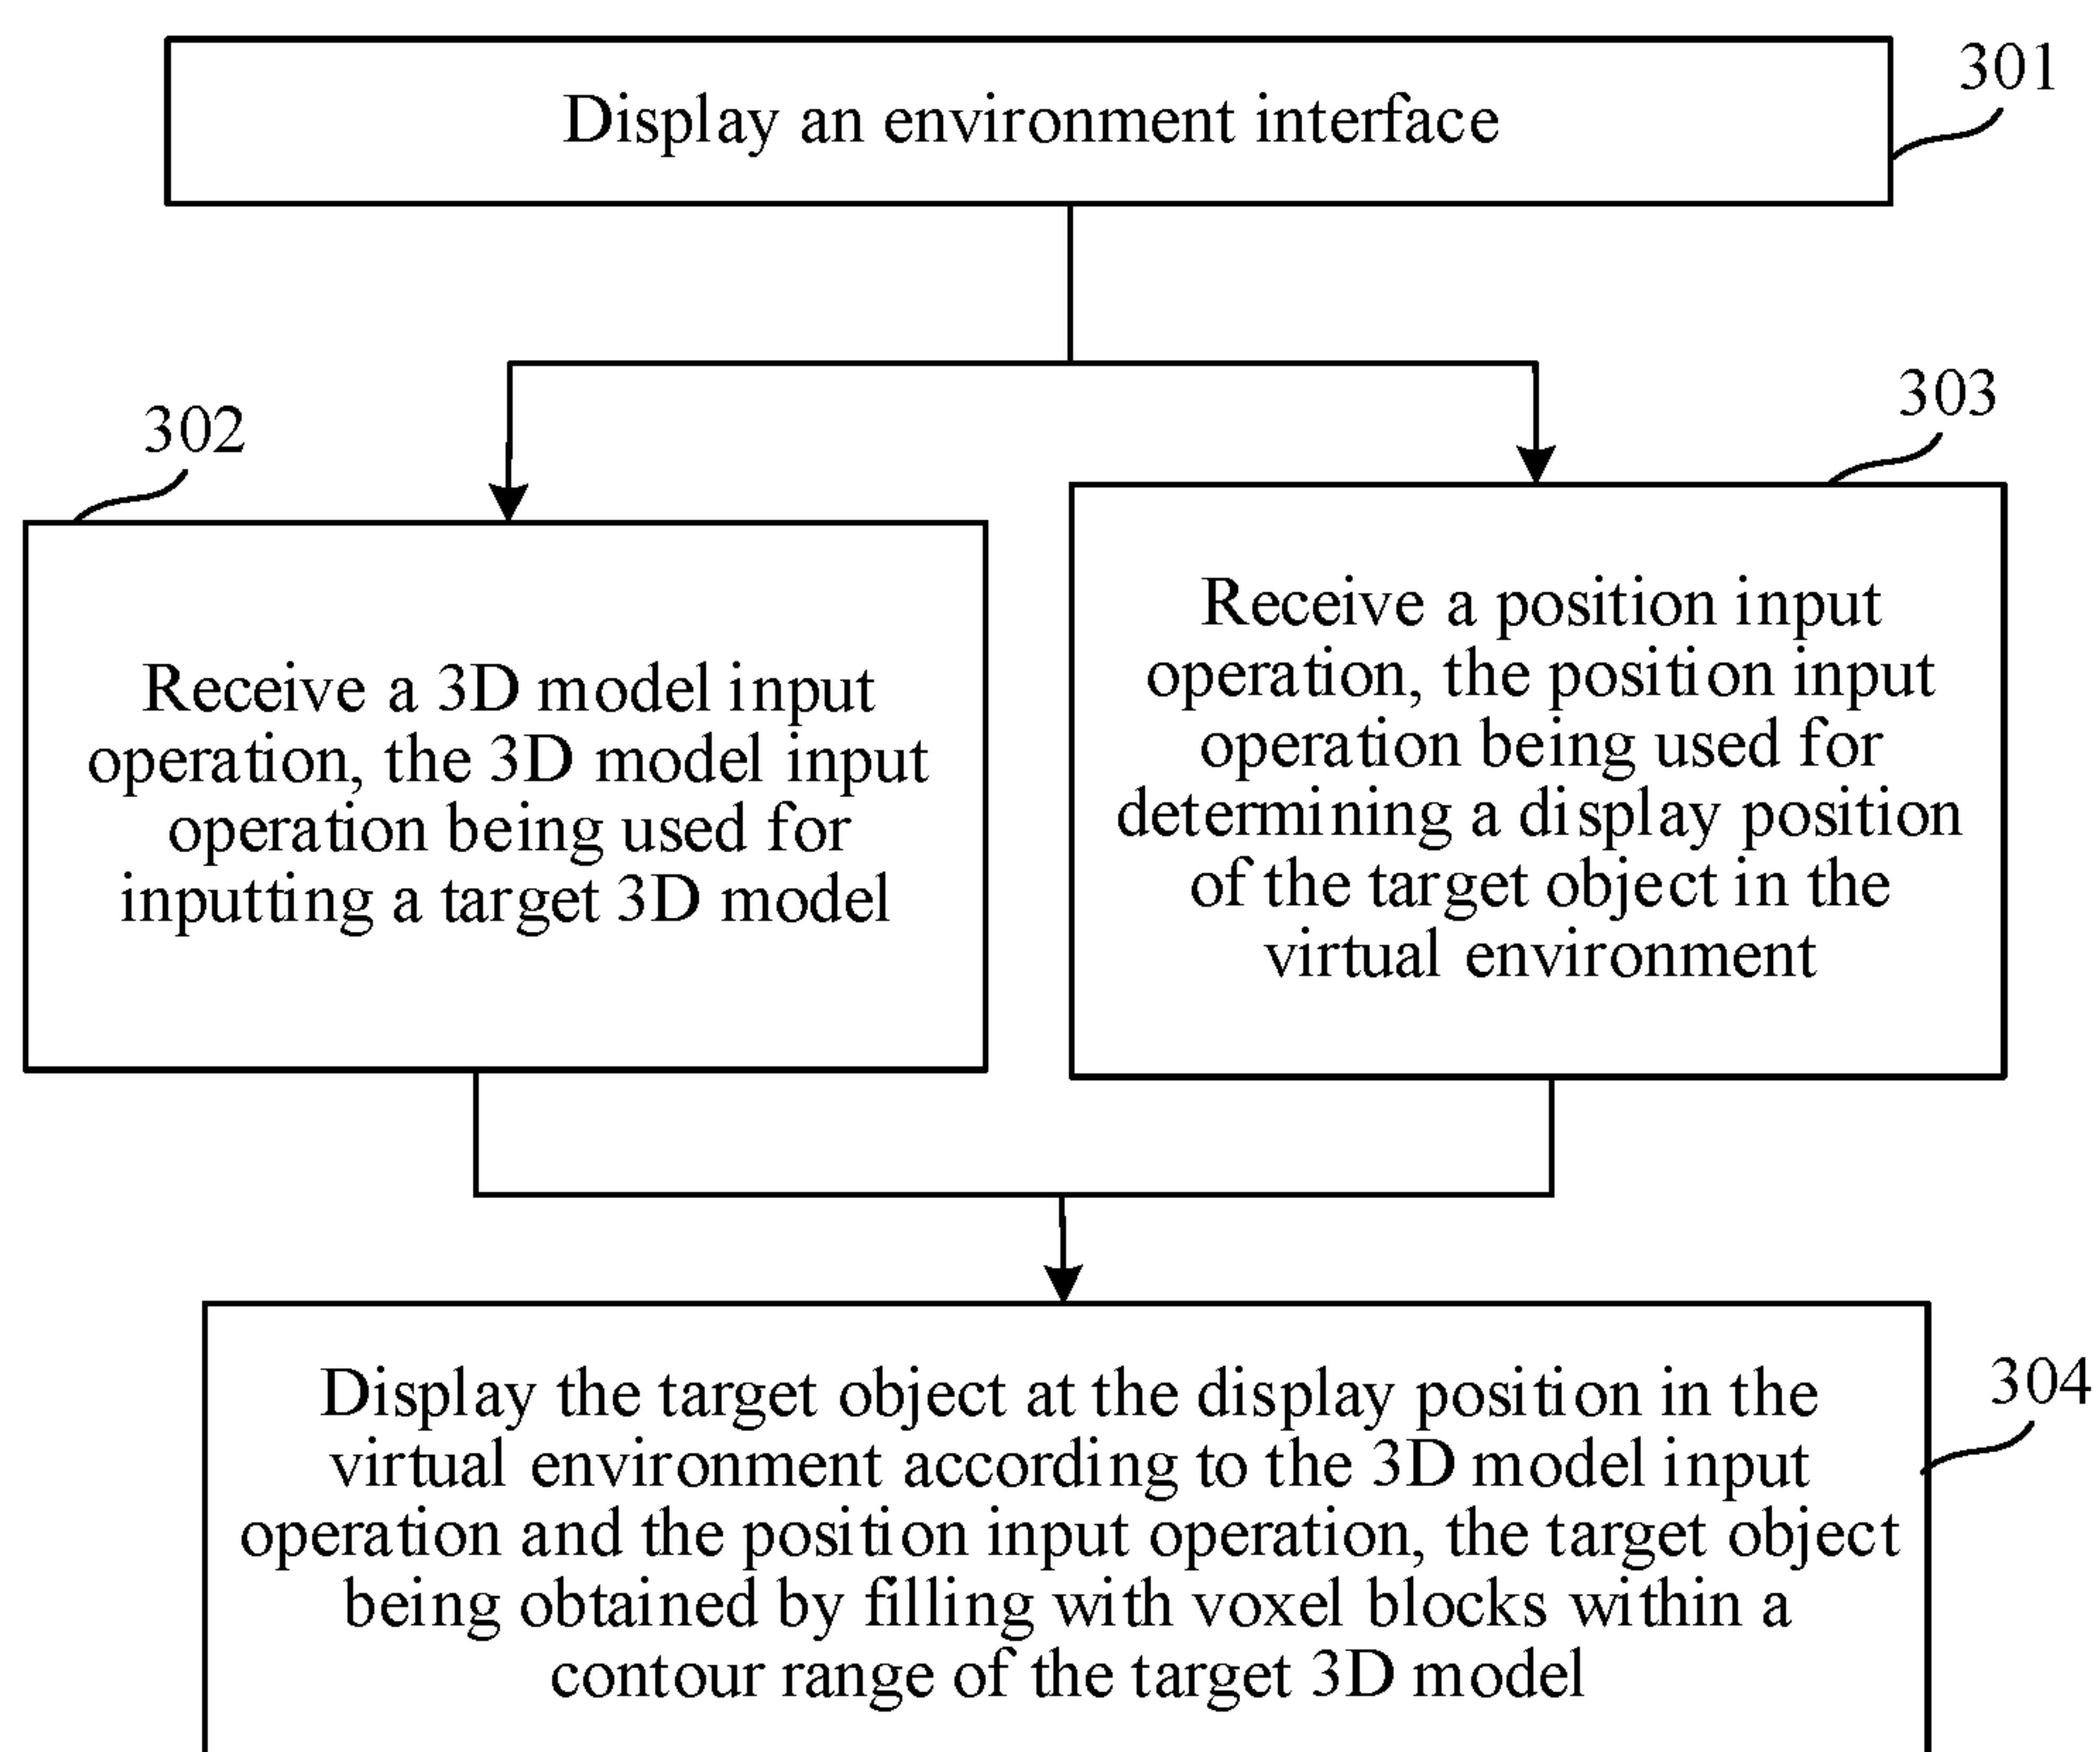 301
Display an environment interface
302
303
Receive a 3D model input
operation, the 3D model input
operation being used for
inputting a target 3D model
Receive a position input
operation, the position input
operation being used for
determining a display position
of the target object in the
virtual environment
304
Display the target object at the display position in the
virtual environment according to the 3D model input
operation and the position input operation, the target object
being obtained by filling with voxel blocks within a
contour range of the target 3D model